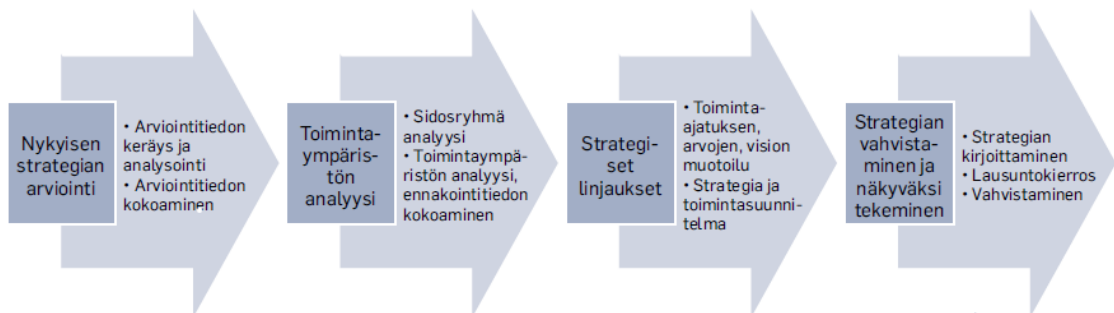 Nykyisen
strategian
arviointi
• Arviointitiedon
keräys ja
analysointi
• Arviointitiedon
kokoaminen
Toiminta-
ympäris-
tön
analyysi
• Sidosryhmä
analyysi
• Toimintaympä-
ristön analyysi,
ennakointitiedon
kokoaminen
Strategi-
set
linjaukset
• Toiminta-
ajatuksen,
arvojen, vision
muotoilu
• Strategia ja
toimintasuunni-
telma
Strategian
vahvista-
minen ja
näkyväksi
tekeminen
• Strategian
kirjoittaminen
• Lausuntokierros
• Vahvistaminen